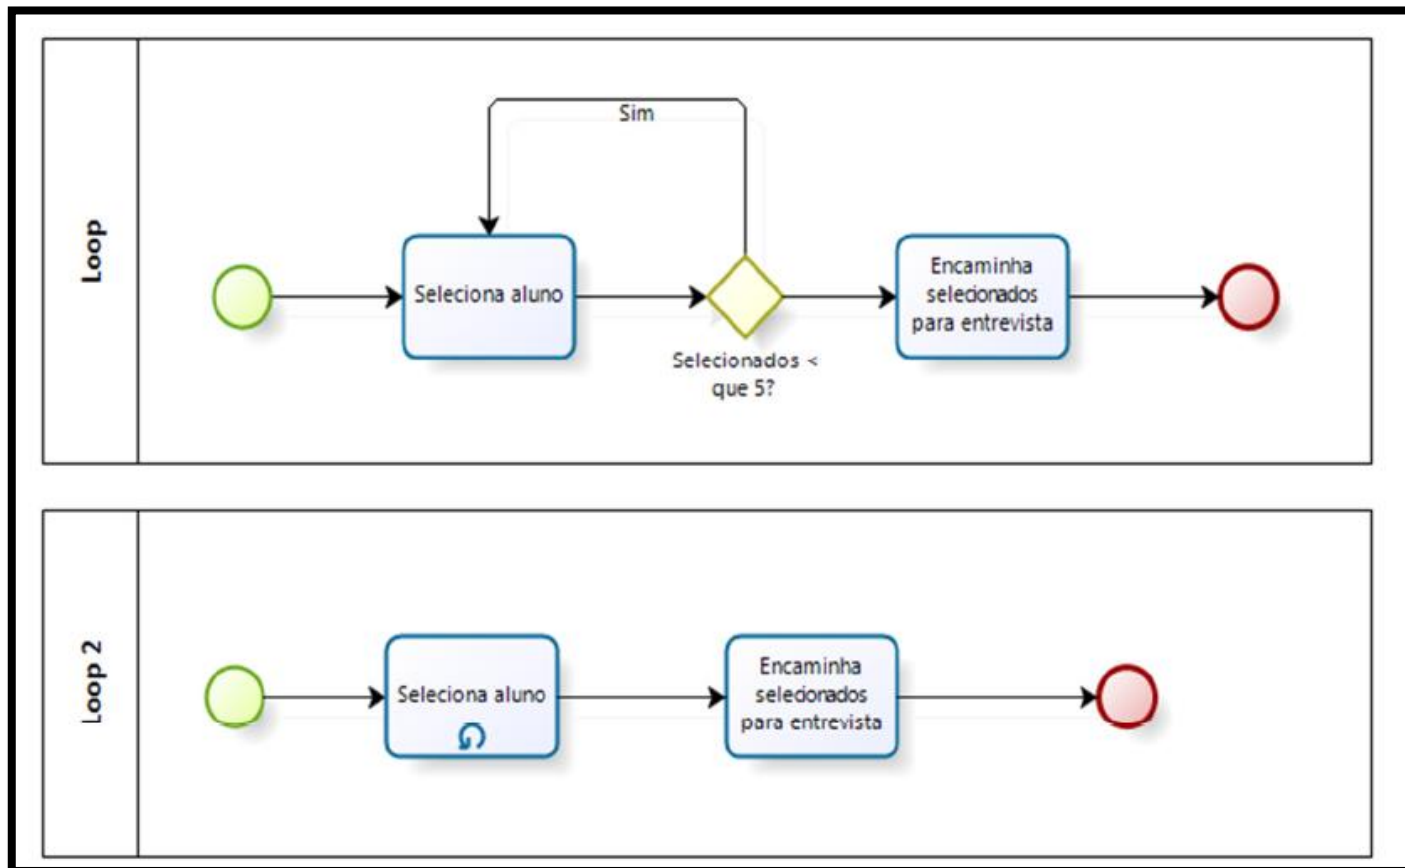 Loop
Sim
Seleciona aluno
Selecionados <
que 5?
Encaminha
selecionados
para entrevista
Loop 2
Seleciona aluno
Encaminha
selecionados
para entrevista